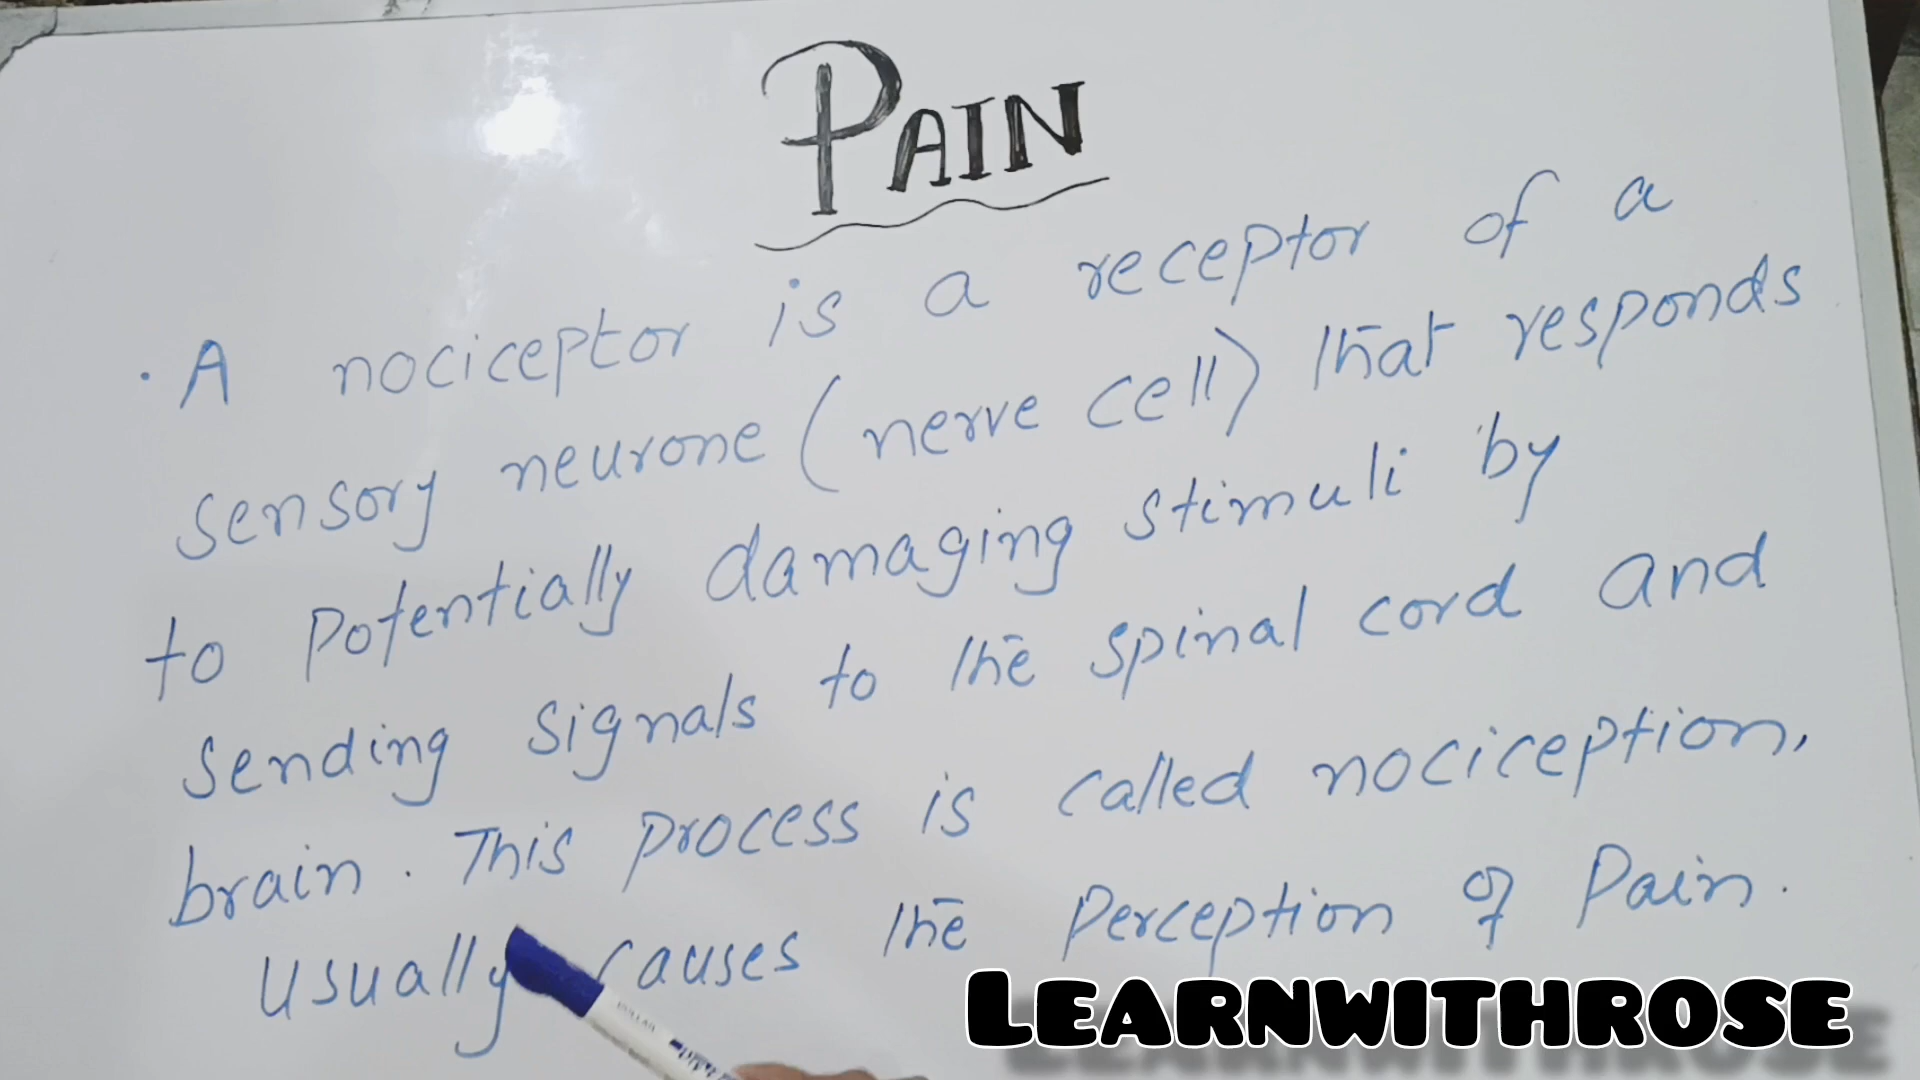 PAIN
· A nociceptor is a receptor of a
sensory neurone (nerve cell) that responds
to potentially damaging stimuli by
sending signals to the spinal cord and
brain. This process is called nociception,
usually causes the perception of pain.
LEARNWITHROSE